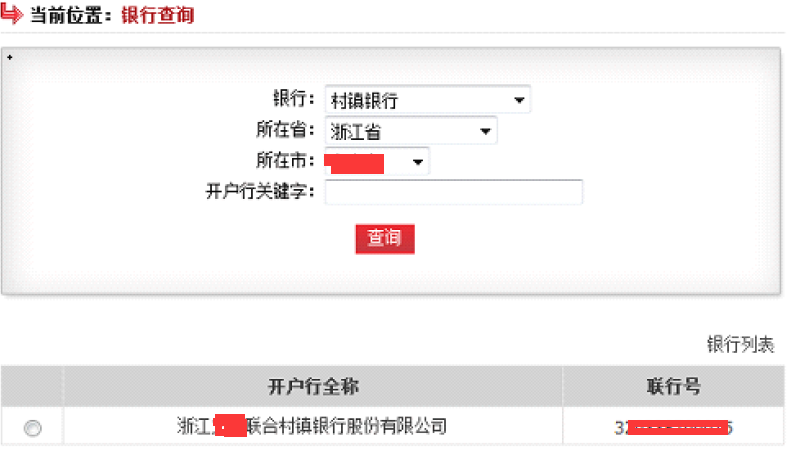 当前位置：银行查询
银行：村镇银行
所在省：浙江省
所在市：
开户行关键字：
查询
银行列表
开户行全称 联行号
浙江 联合村镇银行股份有限公司 32 5